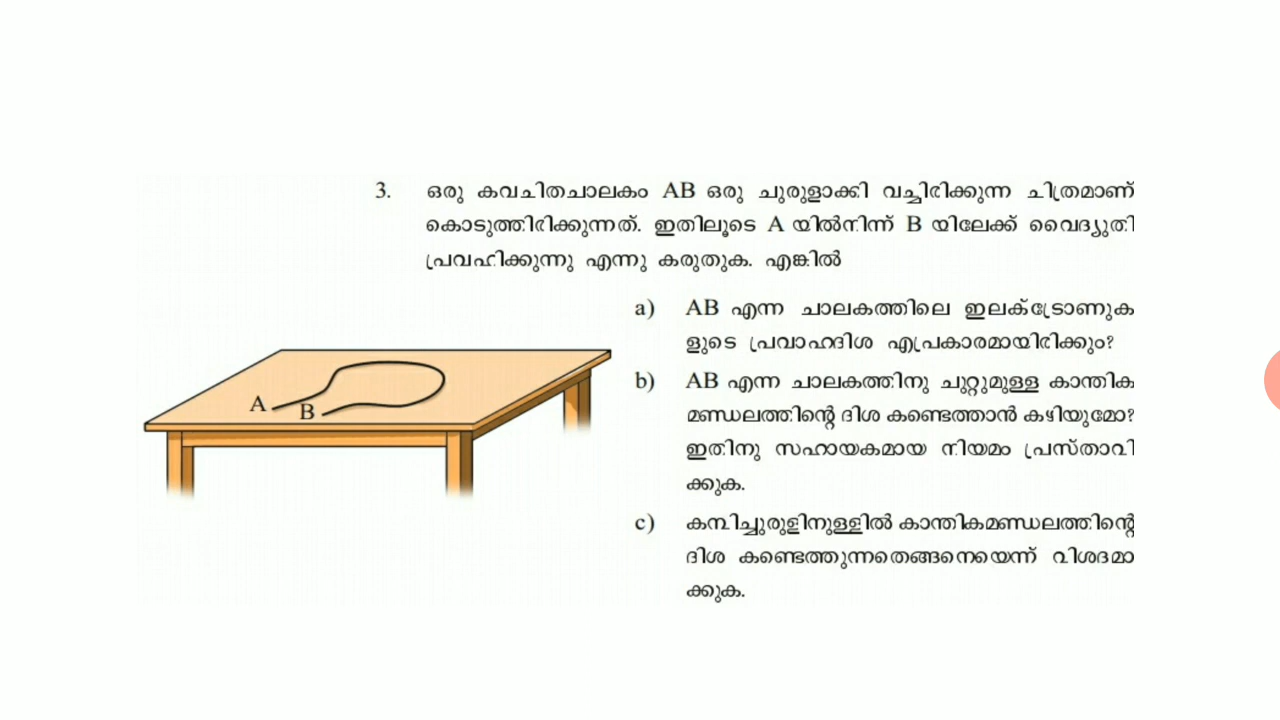 3. ഒരു കവചിതചാലകം AB ഒരു ചുരുളാക്കി വച്ചിരിക്കുന്ന ചിത്രമാണ്
കൊടുത്തിരിക്കുന്നത്. ഇതിലൂടെ A യിൽനിന്ന് B യിലേക്ക് വൈദ്യുതി
പ്രവഹിക്കുന്നു എന്നു കരുതുക. എങ്കിൽ
a) AB എന്ന ചാലകത്തിലെ ഇലക്ട്രോണുക
ളുടെ പ്രവാഹദിശ എപ്രകാരമായിരിക്കും?
b) AB എന്ന ചാലകത്തിനു ചുറ്റുമുള്ള കാന്തിക
മണ്ഡലത്തിന്റെ ദിശ കണ്ടെത്താൻ കഴിയുമോ?
ഇതിനു സഹായകമായ നിയമം പ്രസ്താവി
ക്കുക.
c) കമ്പിച്ചുരുളിനുള്ളിൽ കാന്തികമണ്ഡലത്തിന്റെ
ദിശ കണ്ടെത്തുന്നതെങ്ങനെയെന്ന് വിശദമാ
ക്കുക.
A
B